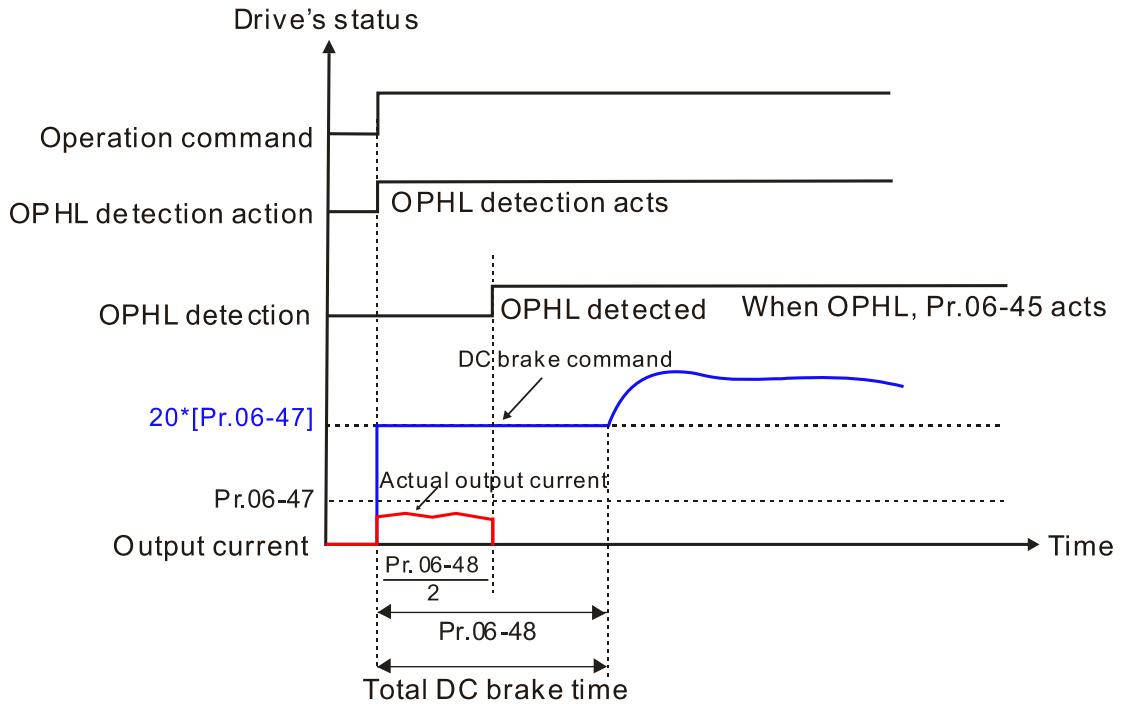 Drive's status
Operation command
OPHL detection action
OPHL detection acts
OPHL detection
OPHL detected
When OPHL, Pr.06-45 acts
DC brake command
20*[Pr.06-47]
Actual output current
Pr.06-47
Output current
Time
Pr. 06-48
2
Pr.06-48
Total DC brake time